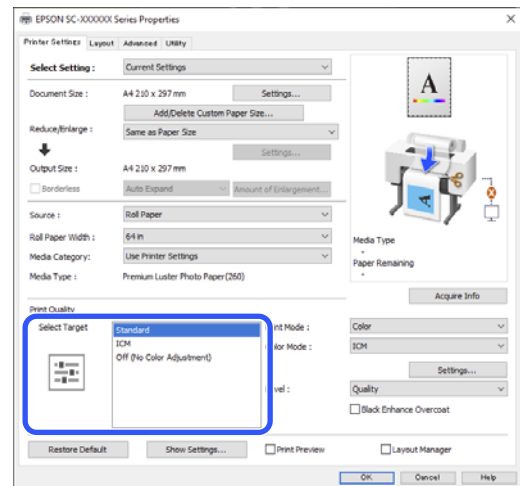 EPSON SC-XXXXXX Series Properties
Printer Settings Layout Advanced Utility
Select Setting : Current Settings
Document Size : A4 210 x 297 mm Settings...
Add/Delete Custom Paper Size...
Reduce/Enlarge : Same as Paper Size
Settings...
Output Size : A4 210 x 297 mm
Borderless Auto Expand Amount of Enlargement...
Source : Roll Paper
Roll Paper Width : 64 in
Media Category: Use Printer Settings
Media Type : Premium Luster Photo Paper(260)
A
Media Type
-
Paper Remaining
-
Acquire Info
Print Quality
Select Target
Standard
ICM
Off (No Color Adjustment)
int Mode : Color
lor Mode : ICM
Settings...
evel : Quality
Black Enhance Overcoat
Restore Default Show Settings... Print Preview Layout Manager
OK Cancel Help